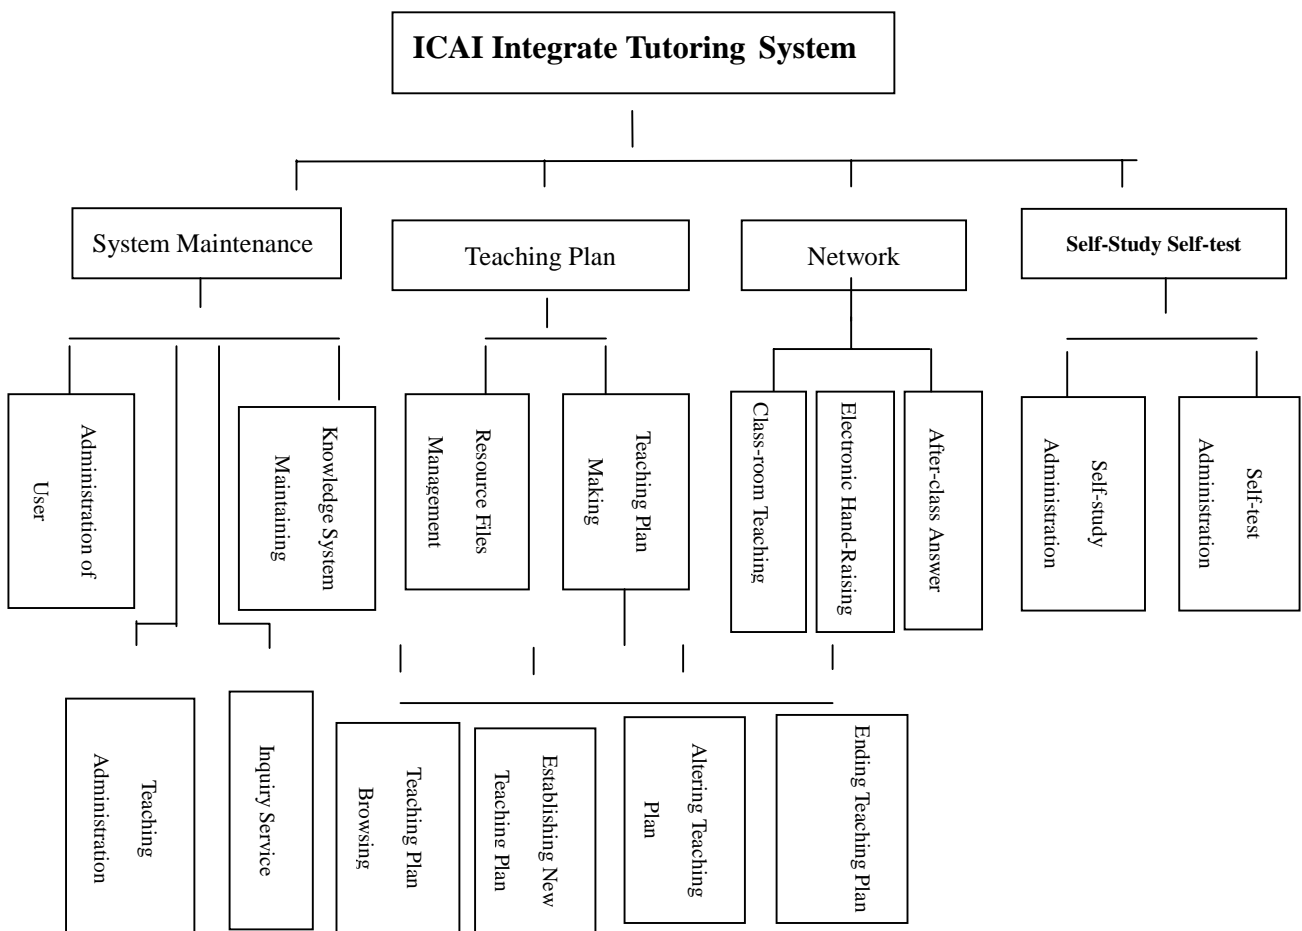 ICAI Integrate Tutoring System
System Maintenance
Teaching Plan
Network
Self-Study Self-test
Administration of
User
Knowledge System
Maintaining
Resource Files
Management
Teaching Plan
Making
Class-room Teaching
Electronic Hand-Raising
After-class Answer
Self-study
Administration
Self-test
Administration
Teaching
Administration
Inquiry Service
Teaching Plan
Browsing
Establishing New
Teaching Plan
Altering Teaching
Plan
Ending Teaching Plan